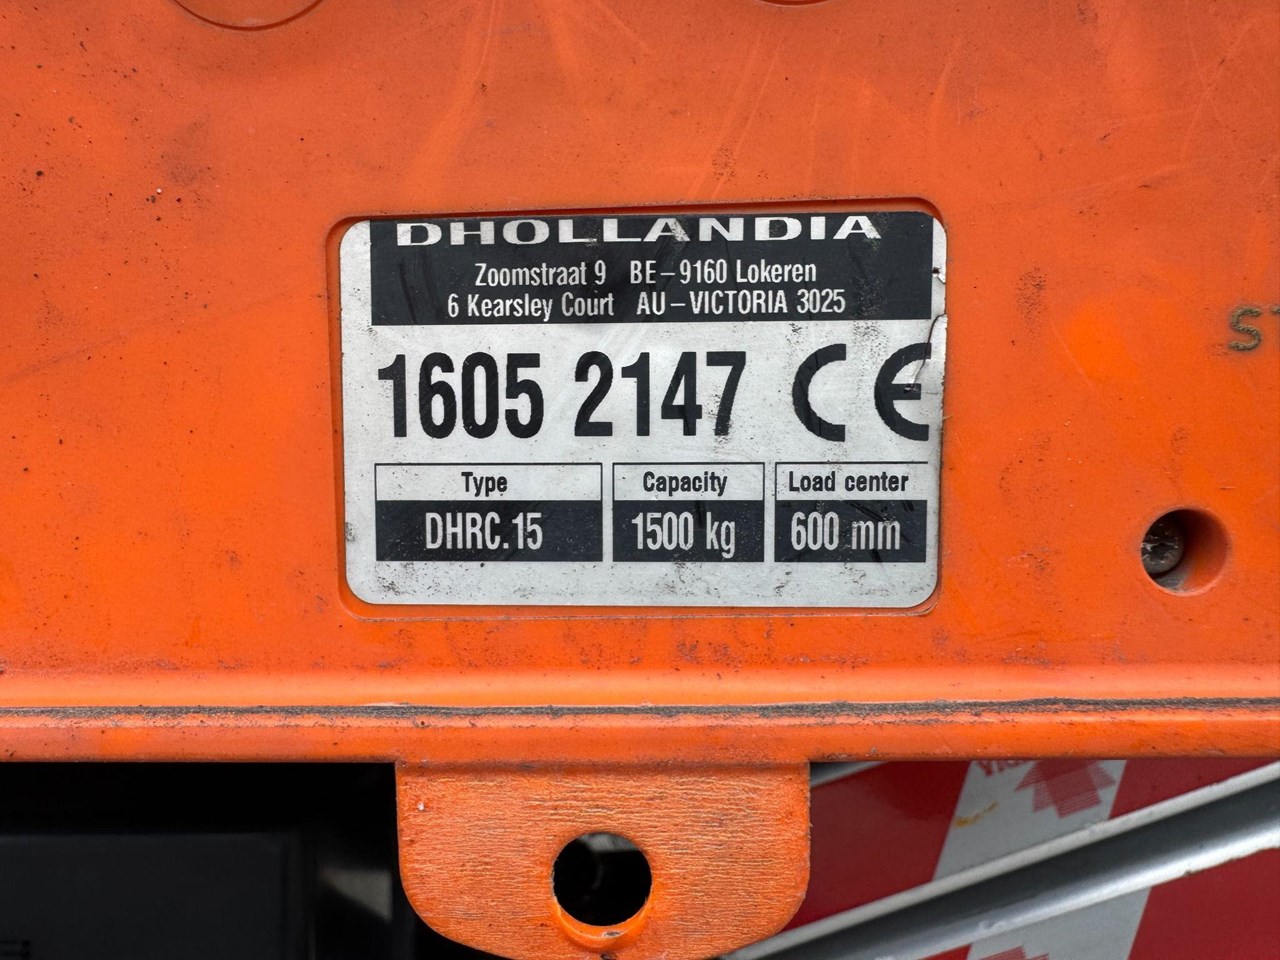 DHOLLANDIA
Zoomstraat 9 BE-9160 Lokeren
6 Kearsley Court AU-VICTORIA 3025
1605 2147 CE
Type Capacity Load center
DHRC.15 1500 kg 600 mm